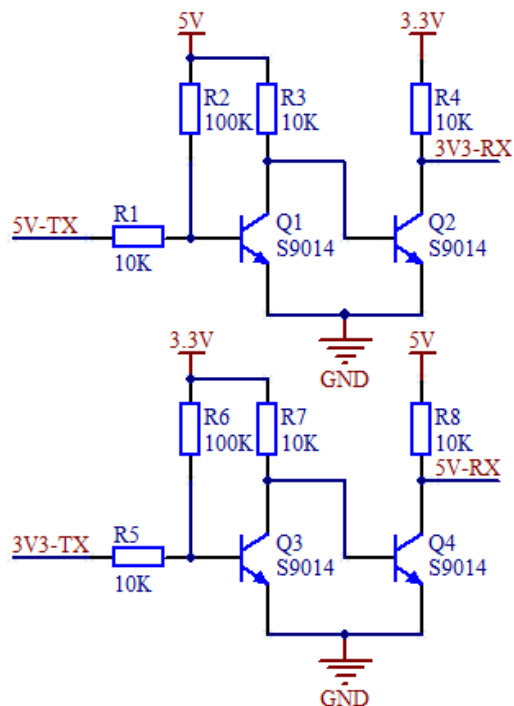 5V
3.3V
R2
100K
R3
10K
R4
10K
3V3-RX
5V-TX
R1
10K
Q1
S9014
Q2
S9014
GND
3.3V
5V
R6
100K
R7
10K
R8
10K
5V-RX
3V3-TX
R5
10K
Q3
S9014
Q4
S9014
GND